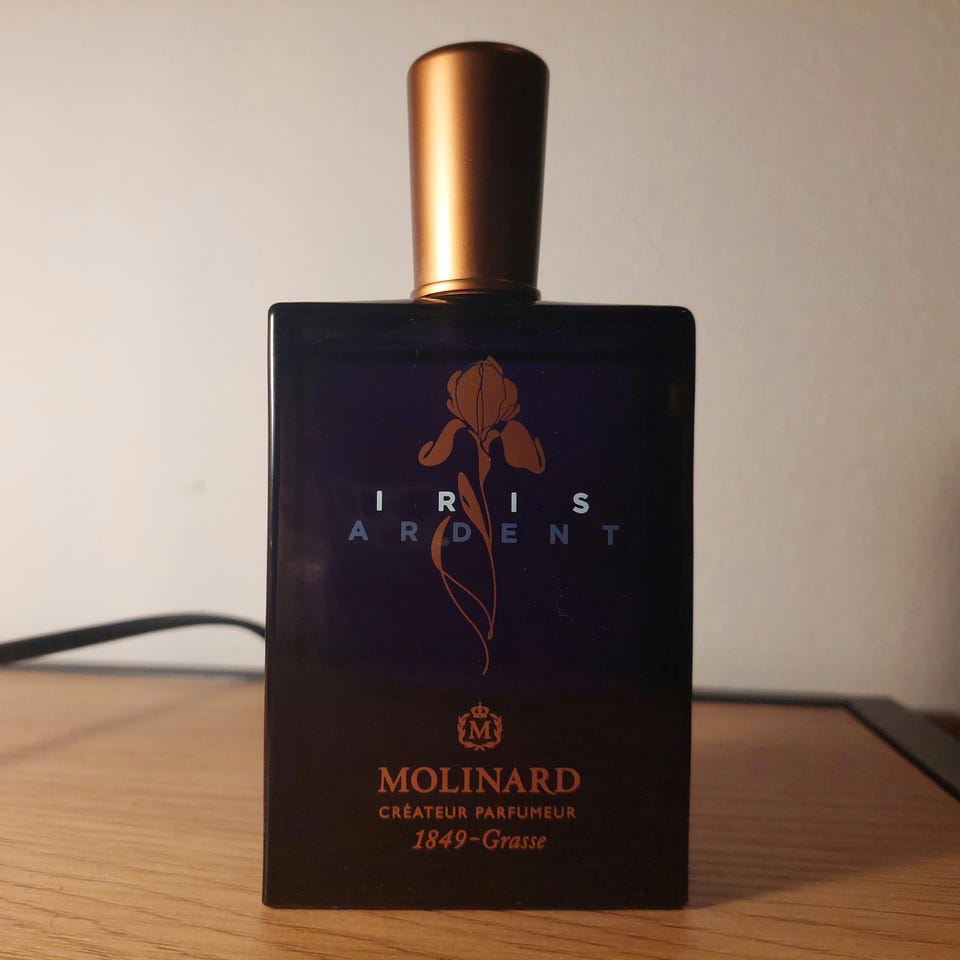 IRIS
ARDENT
M
MOLINARD
CRÉATEUR PARFUMEUR
1849-Grasse